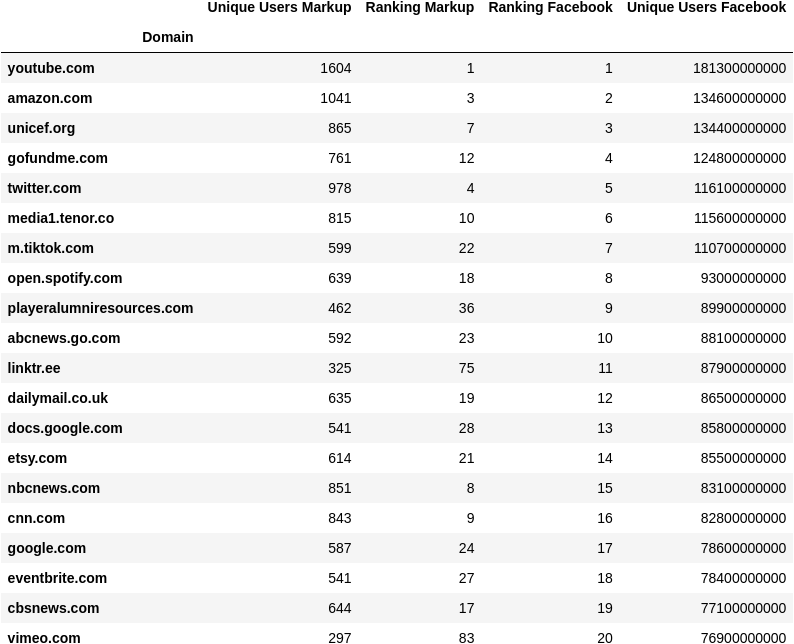 Unique Users Markup Ranking Markup Ranking Facebook Unique Users Facebook
Domain
youtube.com 1604 1 1 181300000000
amazon.com 1041 3 2 134600000000
unicef.org 865 7 3 134400000000
gofundme.com 761 12 4 124800000000
twitter.com 978 4 5 116100000000
media1.tenor.co 815 10 6 115600000000
m.tiktok.com 599 22 7 110700000000
open.spotify.com 639 18 8 93000000000
playeralumniresources.com 462 36 9 89900000000
abcnews.go.com 592 23 10 88100000000
linktr.ee 325 75 11 87900000000
dailymail.co.uk 635 19 12 86500000000
docs.google.com 541 28 13 85800000000
etsy.com 614 21 14 85500000000
nbcnews.com 851 8 15 83100000000
cnn.com 843 9 16 82800000000
google.com 587 24 17 78600000000
eventbrite.com 541 27 18 78400000000
cbsnews.com 644 17 19 77100000000
vimeo.com 297 83 20 76900000000